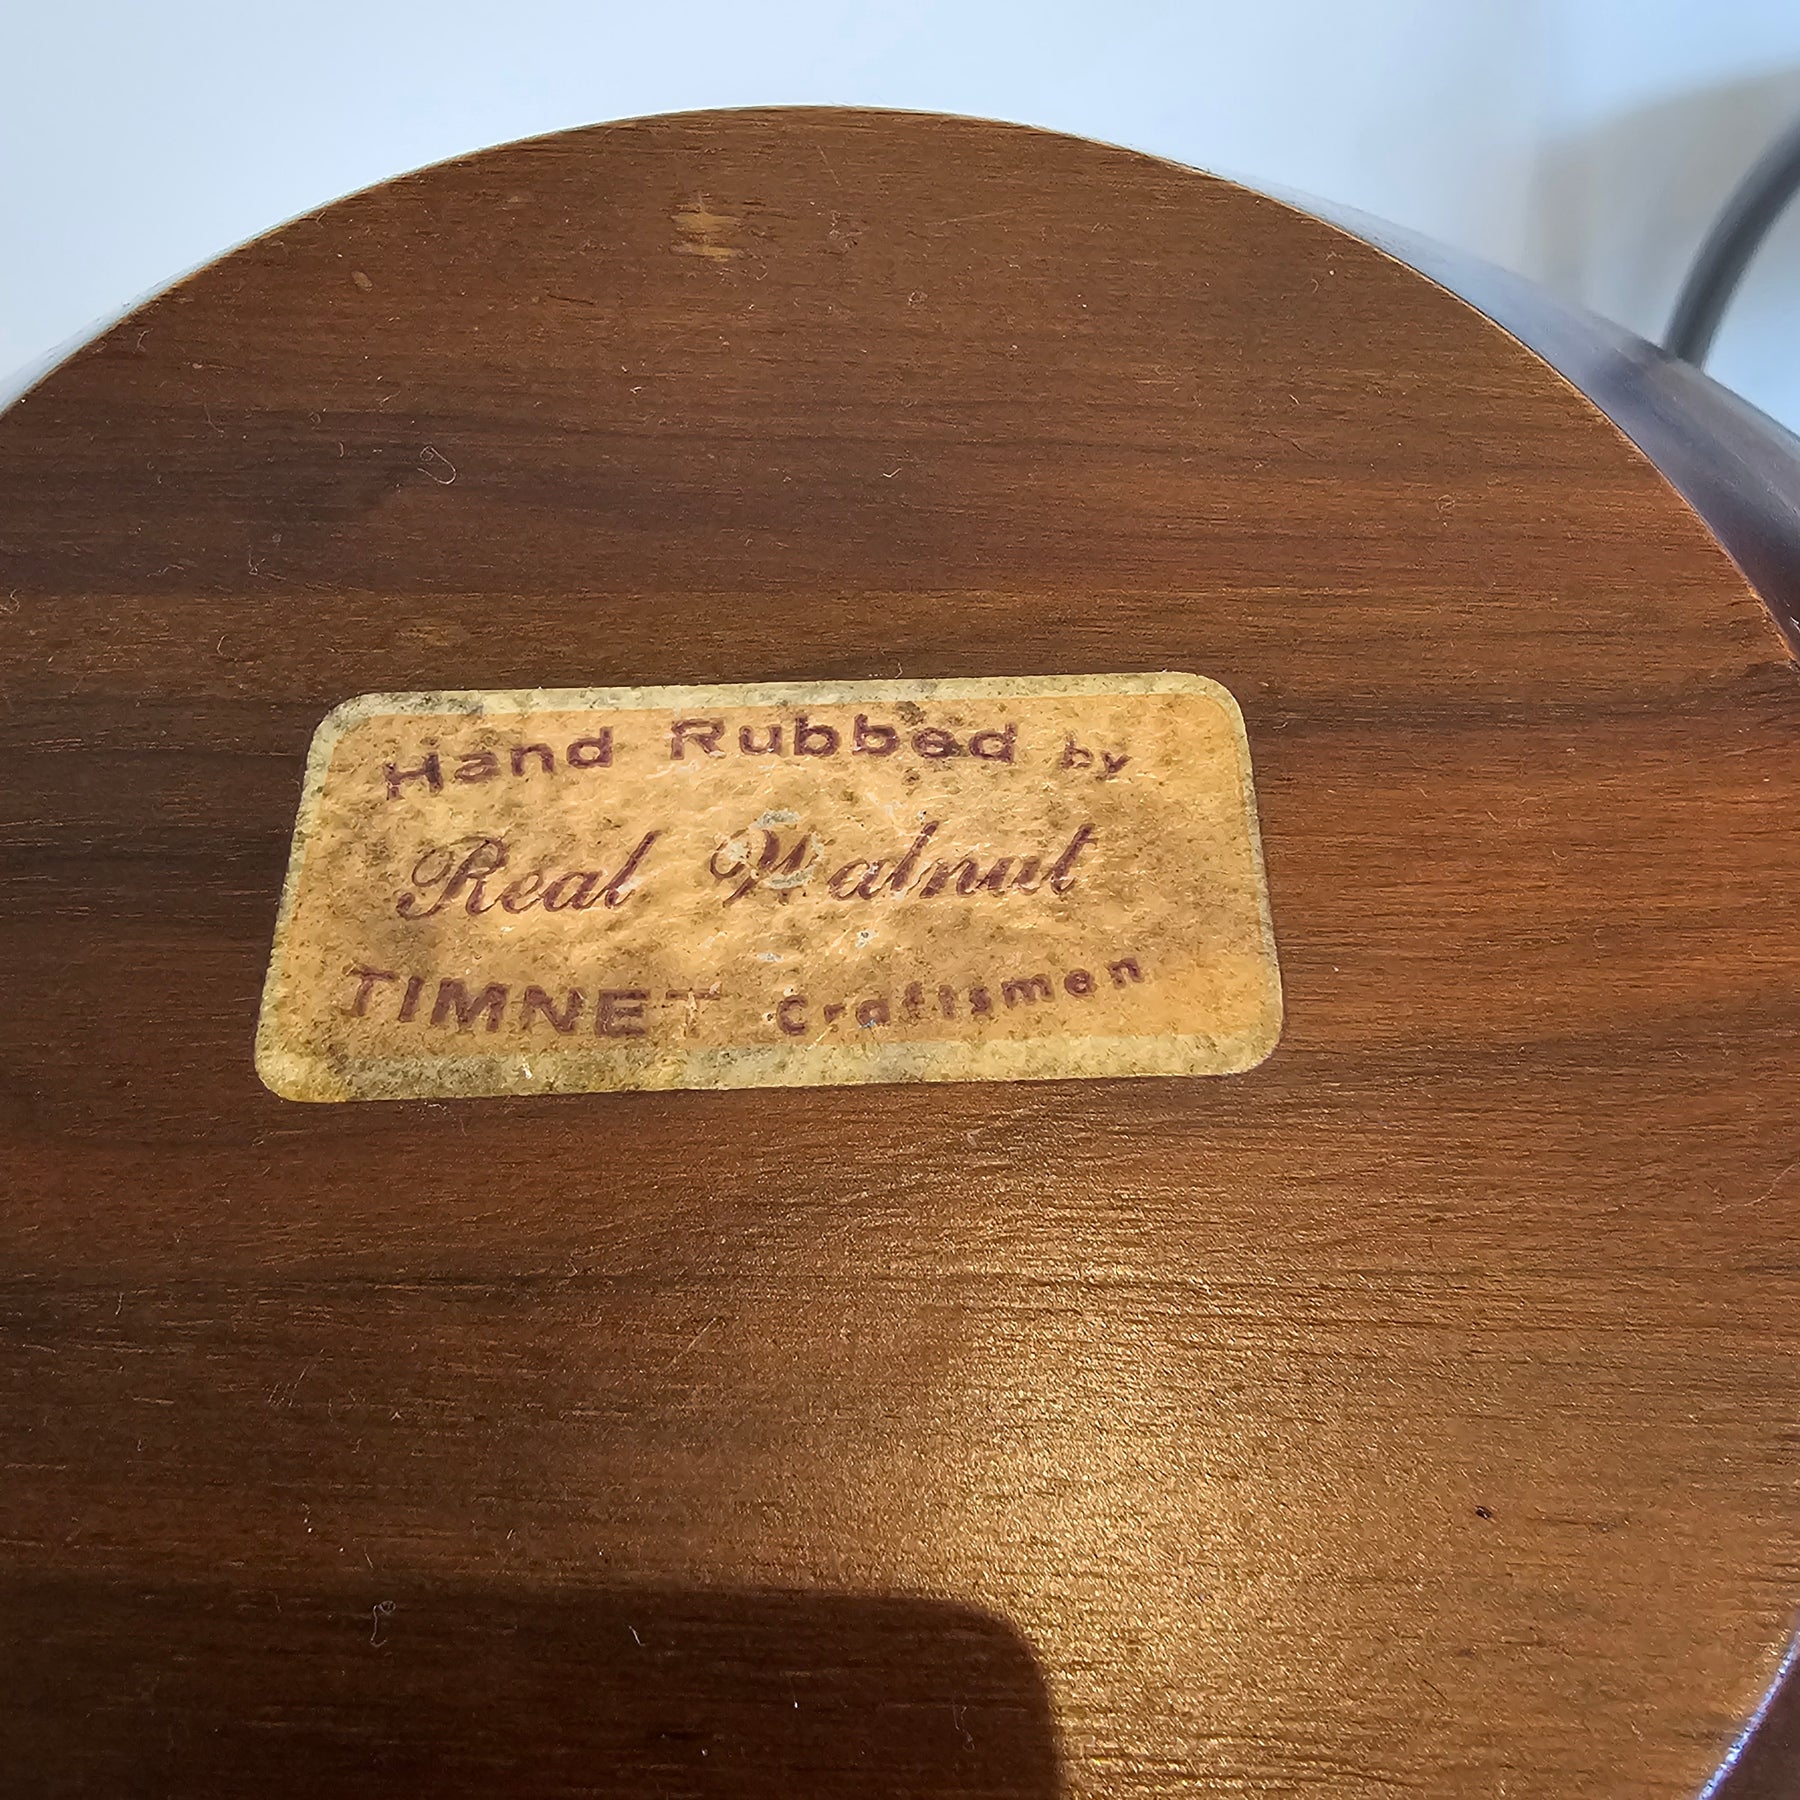 Hand Rubbed by
Real Walnut
TIMNET Craftsmen